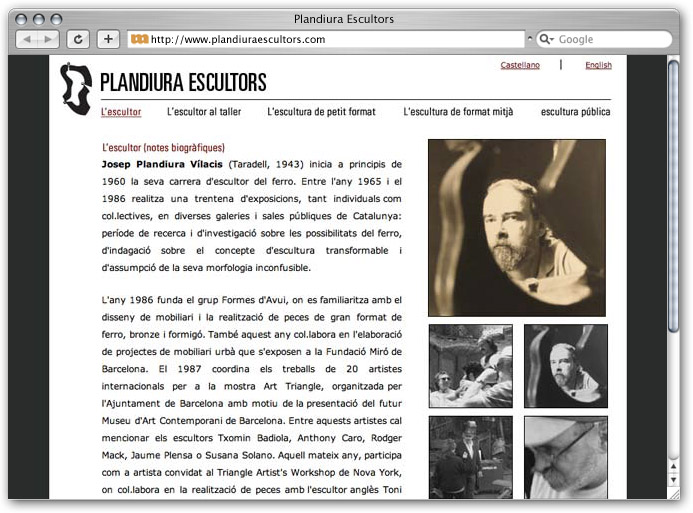 Plandiura Escultors
http://www.plandiuraescultors.com
Google
Castellano | English
PLANDIURA ESCULTORS
L'escultor L'escultor al taller L'escultura de petit format L'escultura de format mitjà escultura pública
L'escultor (notes biogràfiques)
Josep Plandiura Vílacis (Taradell, 1943) inicia a principis de
1960 la seva carrera d'escultor del ferro. Entre l'any 1965 i el
1986 realitza una trentena d'exposicions, tant individuals com
col.lectives, en diverses galeries i sales públiques de Catalunya:
període de recerca i d'investigació sobre les possibilitats del ferro,
d'indagació sobre el concepte d'escultura transformable i
d'assumpció de la seva morfologia inconfusible.
L'any 1986 funda el grup Formes d'Avui, on es familiaritza amb el
disseny de mobiliari i la realització de peces de gran format de
ferro, bronze i formigó. També aquest any col.labora en l'elaboració
de projectes de mobiliari urbà que s'exposen a la Fundació Miró de
Barcelona. El 1987 coordina els treballs de 20 artistes
internacionals per a la mostra Art Triangle, organitzada per
l'Ajuntament de Barcelona amb motiu de la presentació del futur
Museu d'Art Contemporani de Barcelona. Entre aquests artistes cal
mencionar els escultors Txomin Badiola, Anthony Caro, Rodger
Mack, Jaume Plensa o Susana Solano. Aquell mateix any, participa
com a artista convidat al Triangle Artist's Workshop de Nova York,
on col.labora en la realització de peces amb l'escultor anglès Toni